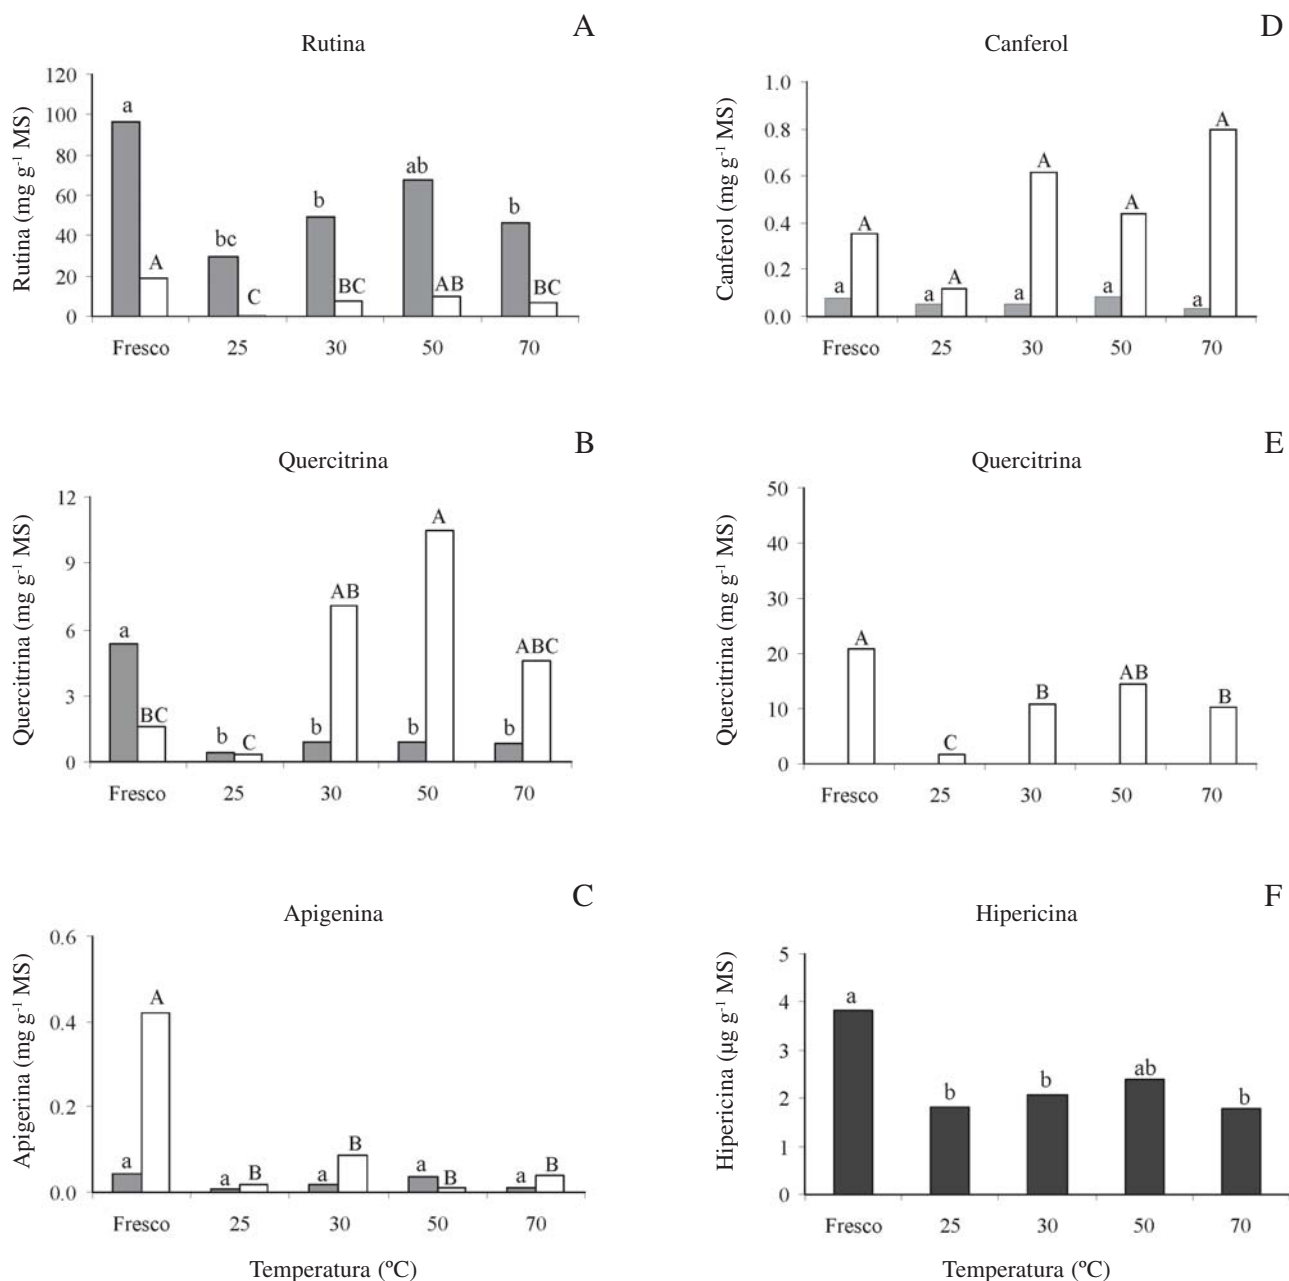 A
Rutina
Rutina (mg g⁻¹ MS)
120
100
80
60
40
20
0
a
A
bc
C
b
BC
ab
AB
b
BC
Fresco 25 30 50 70
B
Quercitrina
Quercitrina (mg g⁻¹ MS)
12
9
6
3
0
a
BC
b
C
b
AB
b
A
b
ABC
Fresco 25 30 50 70
C
Apigenina
Apigerina (mg g⁻¹ MS)
0.6
0.4
0.2
0.0
a
A
a
B
a
B
a
B
a
B
Fresco 25 30 50 70
Temperatura (ºC)
D
Canferol
Canferol (mg g⁻¹ MS)
1.0
0.8
0.6
0.4
0.2
0.0
a
A
a
A
a
A
a
A
a
A
Fresco 25 30 50 70
E
Quercitrina
Quercitrina (mg g⁻¹ MS)
50
40
30
20
10
0
A
C
B
AB
B
Fresco 25 30 50 70
F
Hipericina
Hipericina (µg g⁻¹ MS)
5
4
3
2
1
0
a
b
b
ab
b
Fresco 25 30 50 70
Temperatura (ºC)